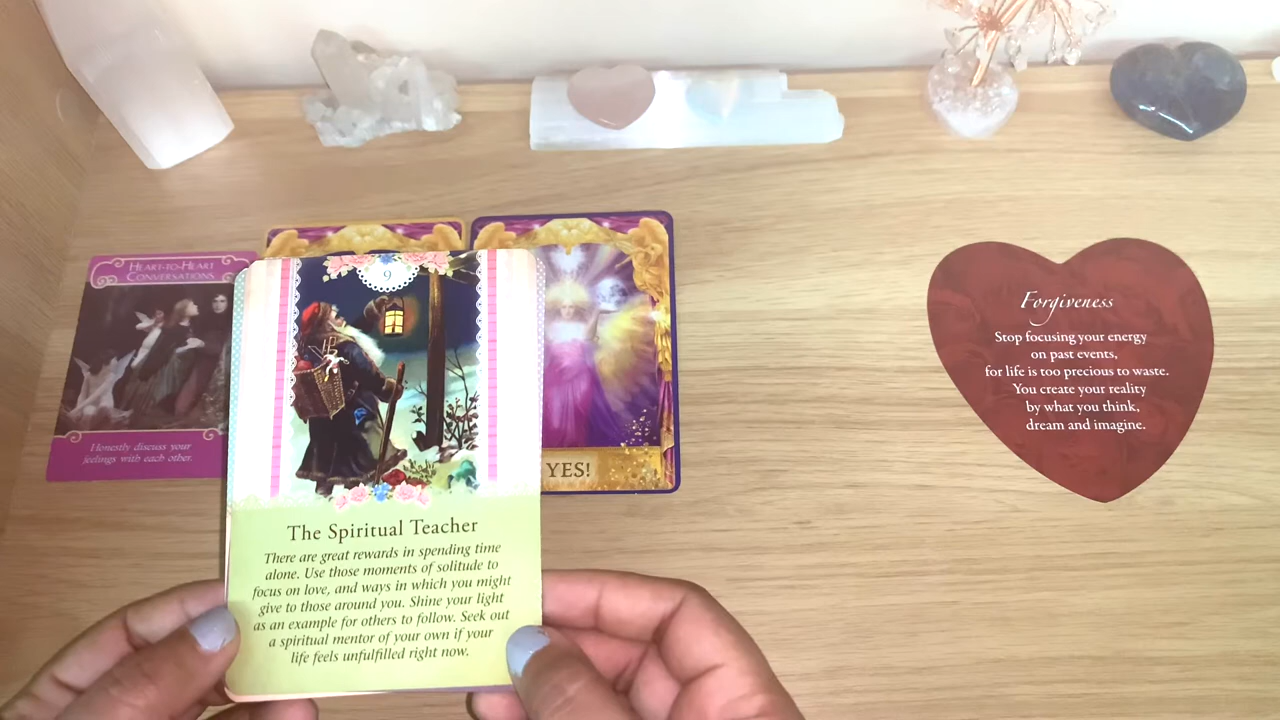 HEART-TO-HEART
CONVERSATIONS
Honestly discuss your
feelings with each other.
YES!
9
The Spiritual Teacher
There are great rewards in spending time
alone. Use those moments of solitude to
focus on love, and ways in which you might
give to those around you. Shine your light
as an example for others to follow. Seek out
a spiritual mentor of your own if your
life feels unfulfilled right now.
Forgiveness
Stop focusing your energy
on past events,
for life is too precious to waste.
You create your reality
by what you think,
dream and imagine.